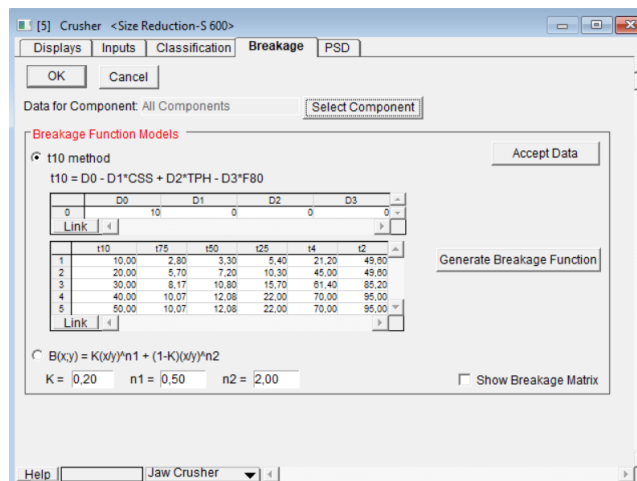 [5] Crusher <Size Reduction-S 600>
Displays Inputs Classification Breakage PSD
OK Cancel
Data for Component: All Components Select Component
Breakage Function Models
t10 method Accept Data
t10 = D0 - D1*CSS + D2*TPH - D3*F80
D0 D1 D2 D3
0 10 0 0 0
Link
t10 t75 t50 t25 t4 t2
1 10,00 2,80 3,30 5,40 21,20 49,60
2 20,00 5,70 7,20 10,30 45,00 49,60
3 30,00 8,17 10,80 15,70 61,40 85,20
4 40,00 10,07 12,08 22,00 70,00 95,00
5 50,00 10,07 12,08 22,00 70,00 95,00
Generate Breakage Function
Link
B(x;y) = K(x/y)^n1 + (1-K)(x/y)^n2
K = 0,20 n1 = 0,50 n2 = 2,00 Show Breakage Matrix
Help Jaw Crusher